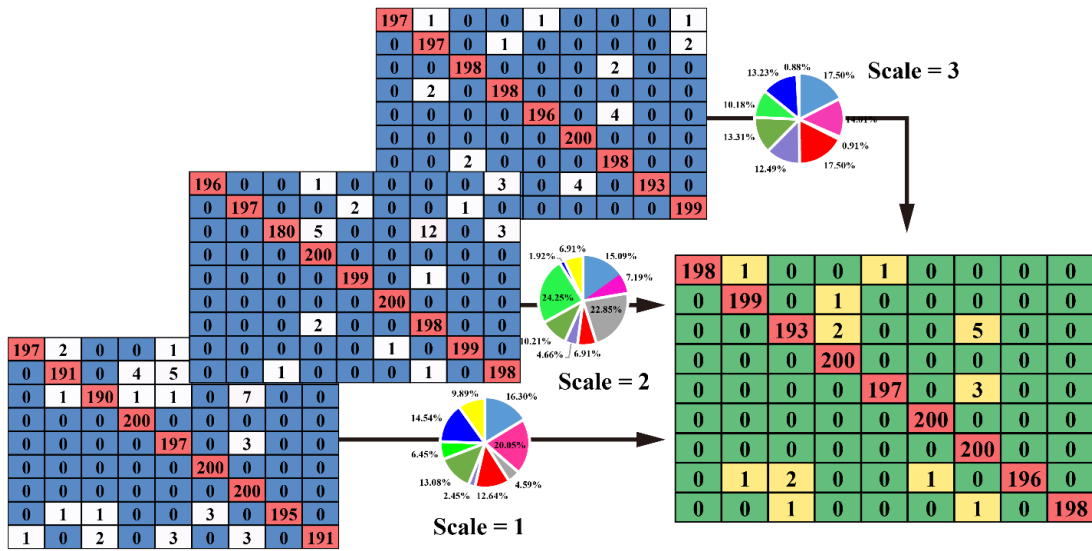 197 1 0 0 1 0 0 0 1
0 197 0 1 0 0 0 0 2
0 0 198 0 0 0 2 0 0
0 2 0 198 0 0 0 0 0
0 0 0 0 196 0 4 0 0
0 0 0 0 0 200 0 0 0
0 0 2 0 0 0 198 0 0
0 4 0 193 0
0 0 0 0 199
0.88%
13.23%
17.50%
10.18%
14.01%
13.31%
0.91%
12.49%
17.50%
Scale = 3
196 0 0 1 0 0 0 0 3
0 197 0 0 2 0 0 1 0
0 0 180 5 0 0 12 0 3
0 0 0 200 0 0 0 0 0
0 0 0 0 199 0 1 0 0
0 0 0 0 0 200 0 0 0
0 0 0 2 0 0 198 0 0
0 0 0 0 0 1 0 199 0
0 0 1 0 0 0 1 0 198
6.91%
1.92%
15.09%
7.19%
24.25%
22.85%
10.21%
4.66%
6.91%
Scale = 2
197 2 0 0 1
0 191 0 4 5
0 1 190 1 1 0 7 0 0
0 0 0 200 0 0 0 0 0
0 0 0 0 197 0 3 0 0
0 0 0 0 0 200 0 0 0
0 0 0 0 0 0 200 0 0
0 1 1 0 0 3 0 195 0
1 0 2 0 3 0 3 0 191
9.89%
16.30%
14.54%
20.05%
6.45%
4.59%
13.08%
2.45%
12.64%
Scale = 1
198 1 0 0 1 0 0 0 0
0 199 0 1 0 0 0 0 0
0 0 193 2 0 0 5 0 0
0 0 0 200 0 0 0 0 0
0 0 0 0 197 0 3 0 0
0 0 0 0 0 200 0 0 0
0 0 0 0 0 0 200 0 0
0 1 2 0 0 1 0 196 0
0 0 1 0 0 0 1 0 198